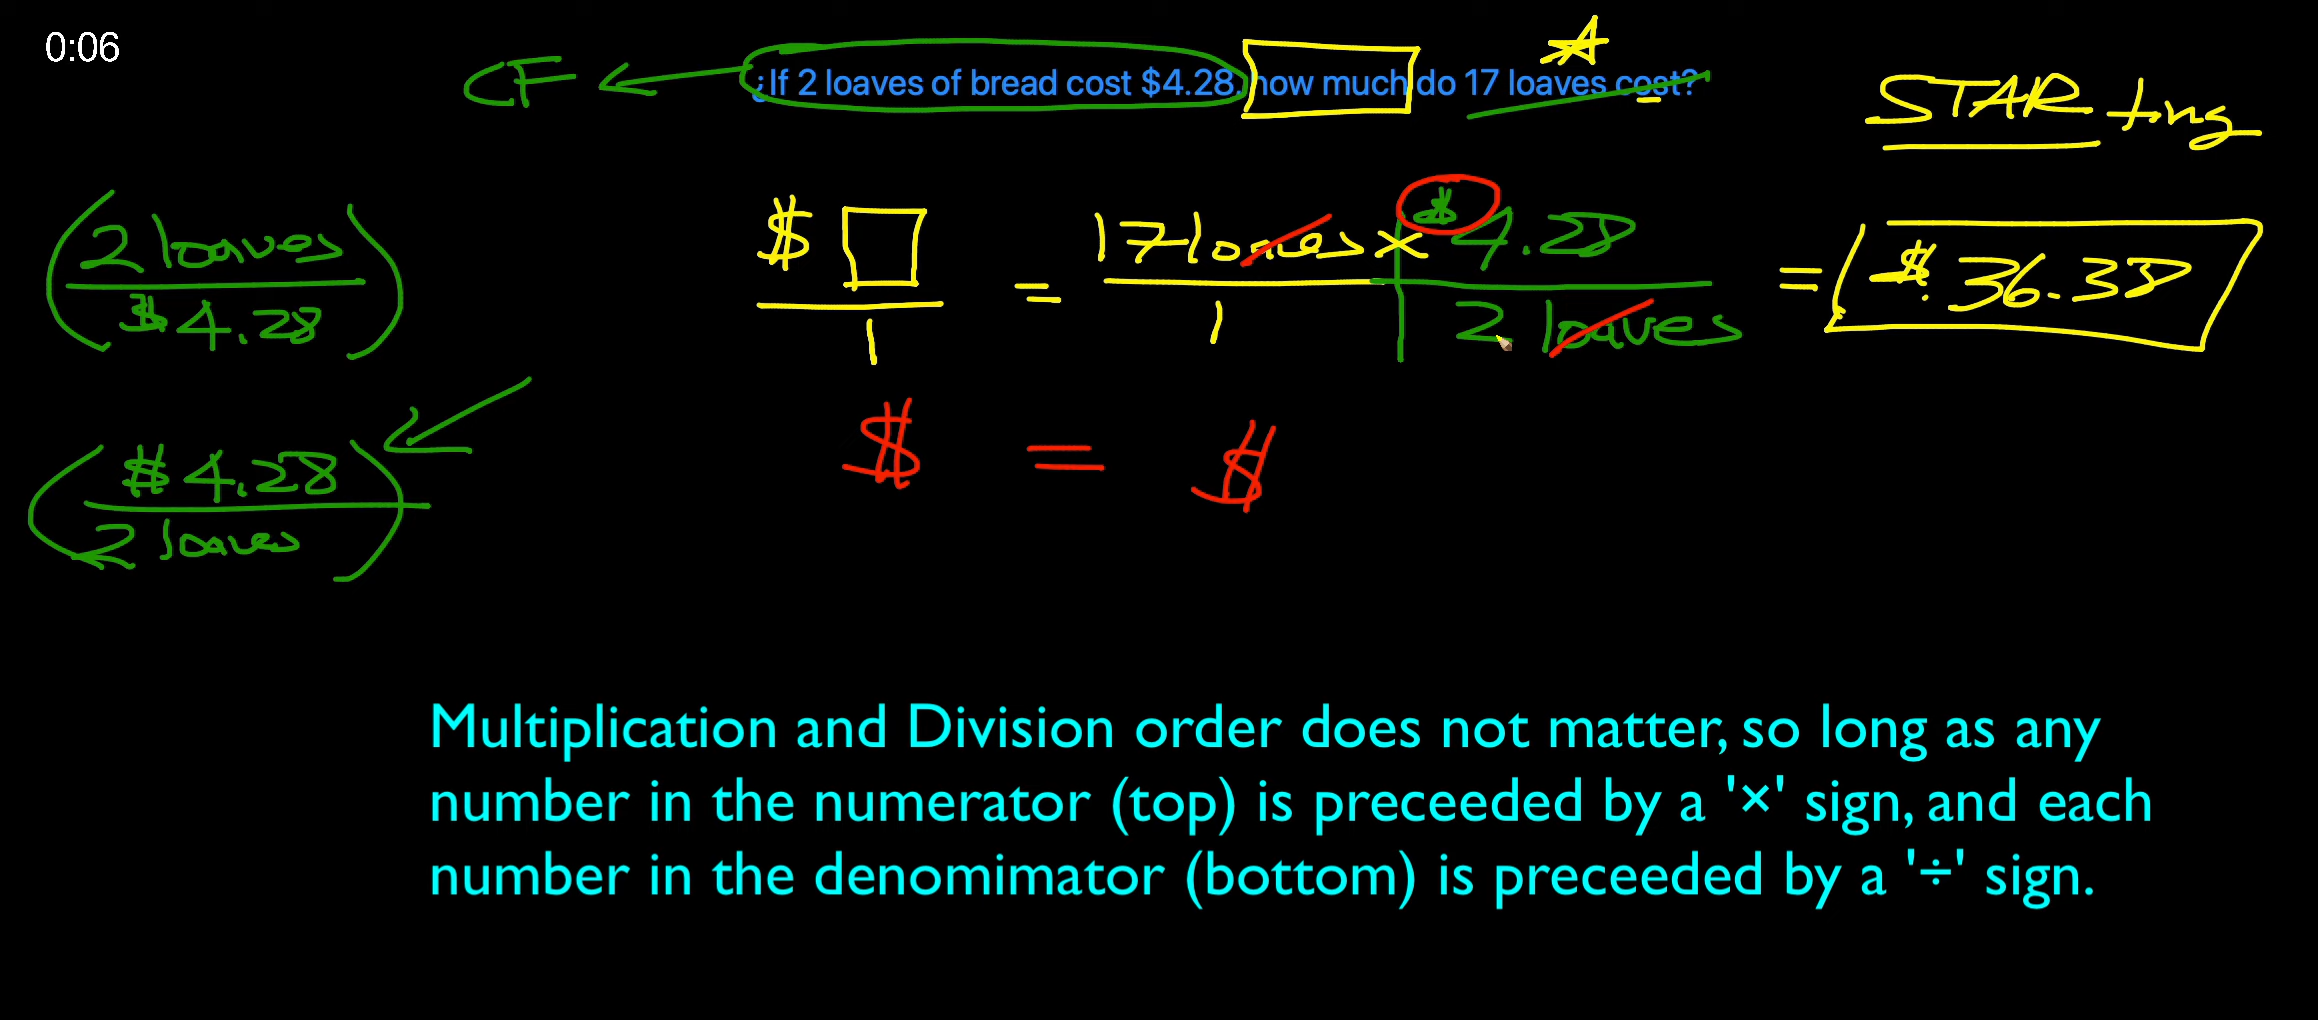 0:06
CF
¿If 2 loaves of bread cost $4.28, how much do 17 loaves cost?
STARting
2 loaves
$4.28
$ □ = 17 loaves × $4.28 = $36.38
1 1 2 loaves
$4.28
2 loaves
$ = $
Multiplication and Division order does not matter, so long as any
number in the numerator (top) is preceeded by a '×' sign, and each
number in the denomimator (bottom) is preceeded by a '÷' sign.